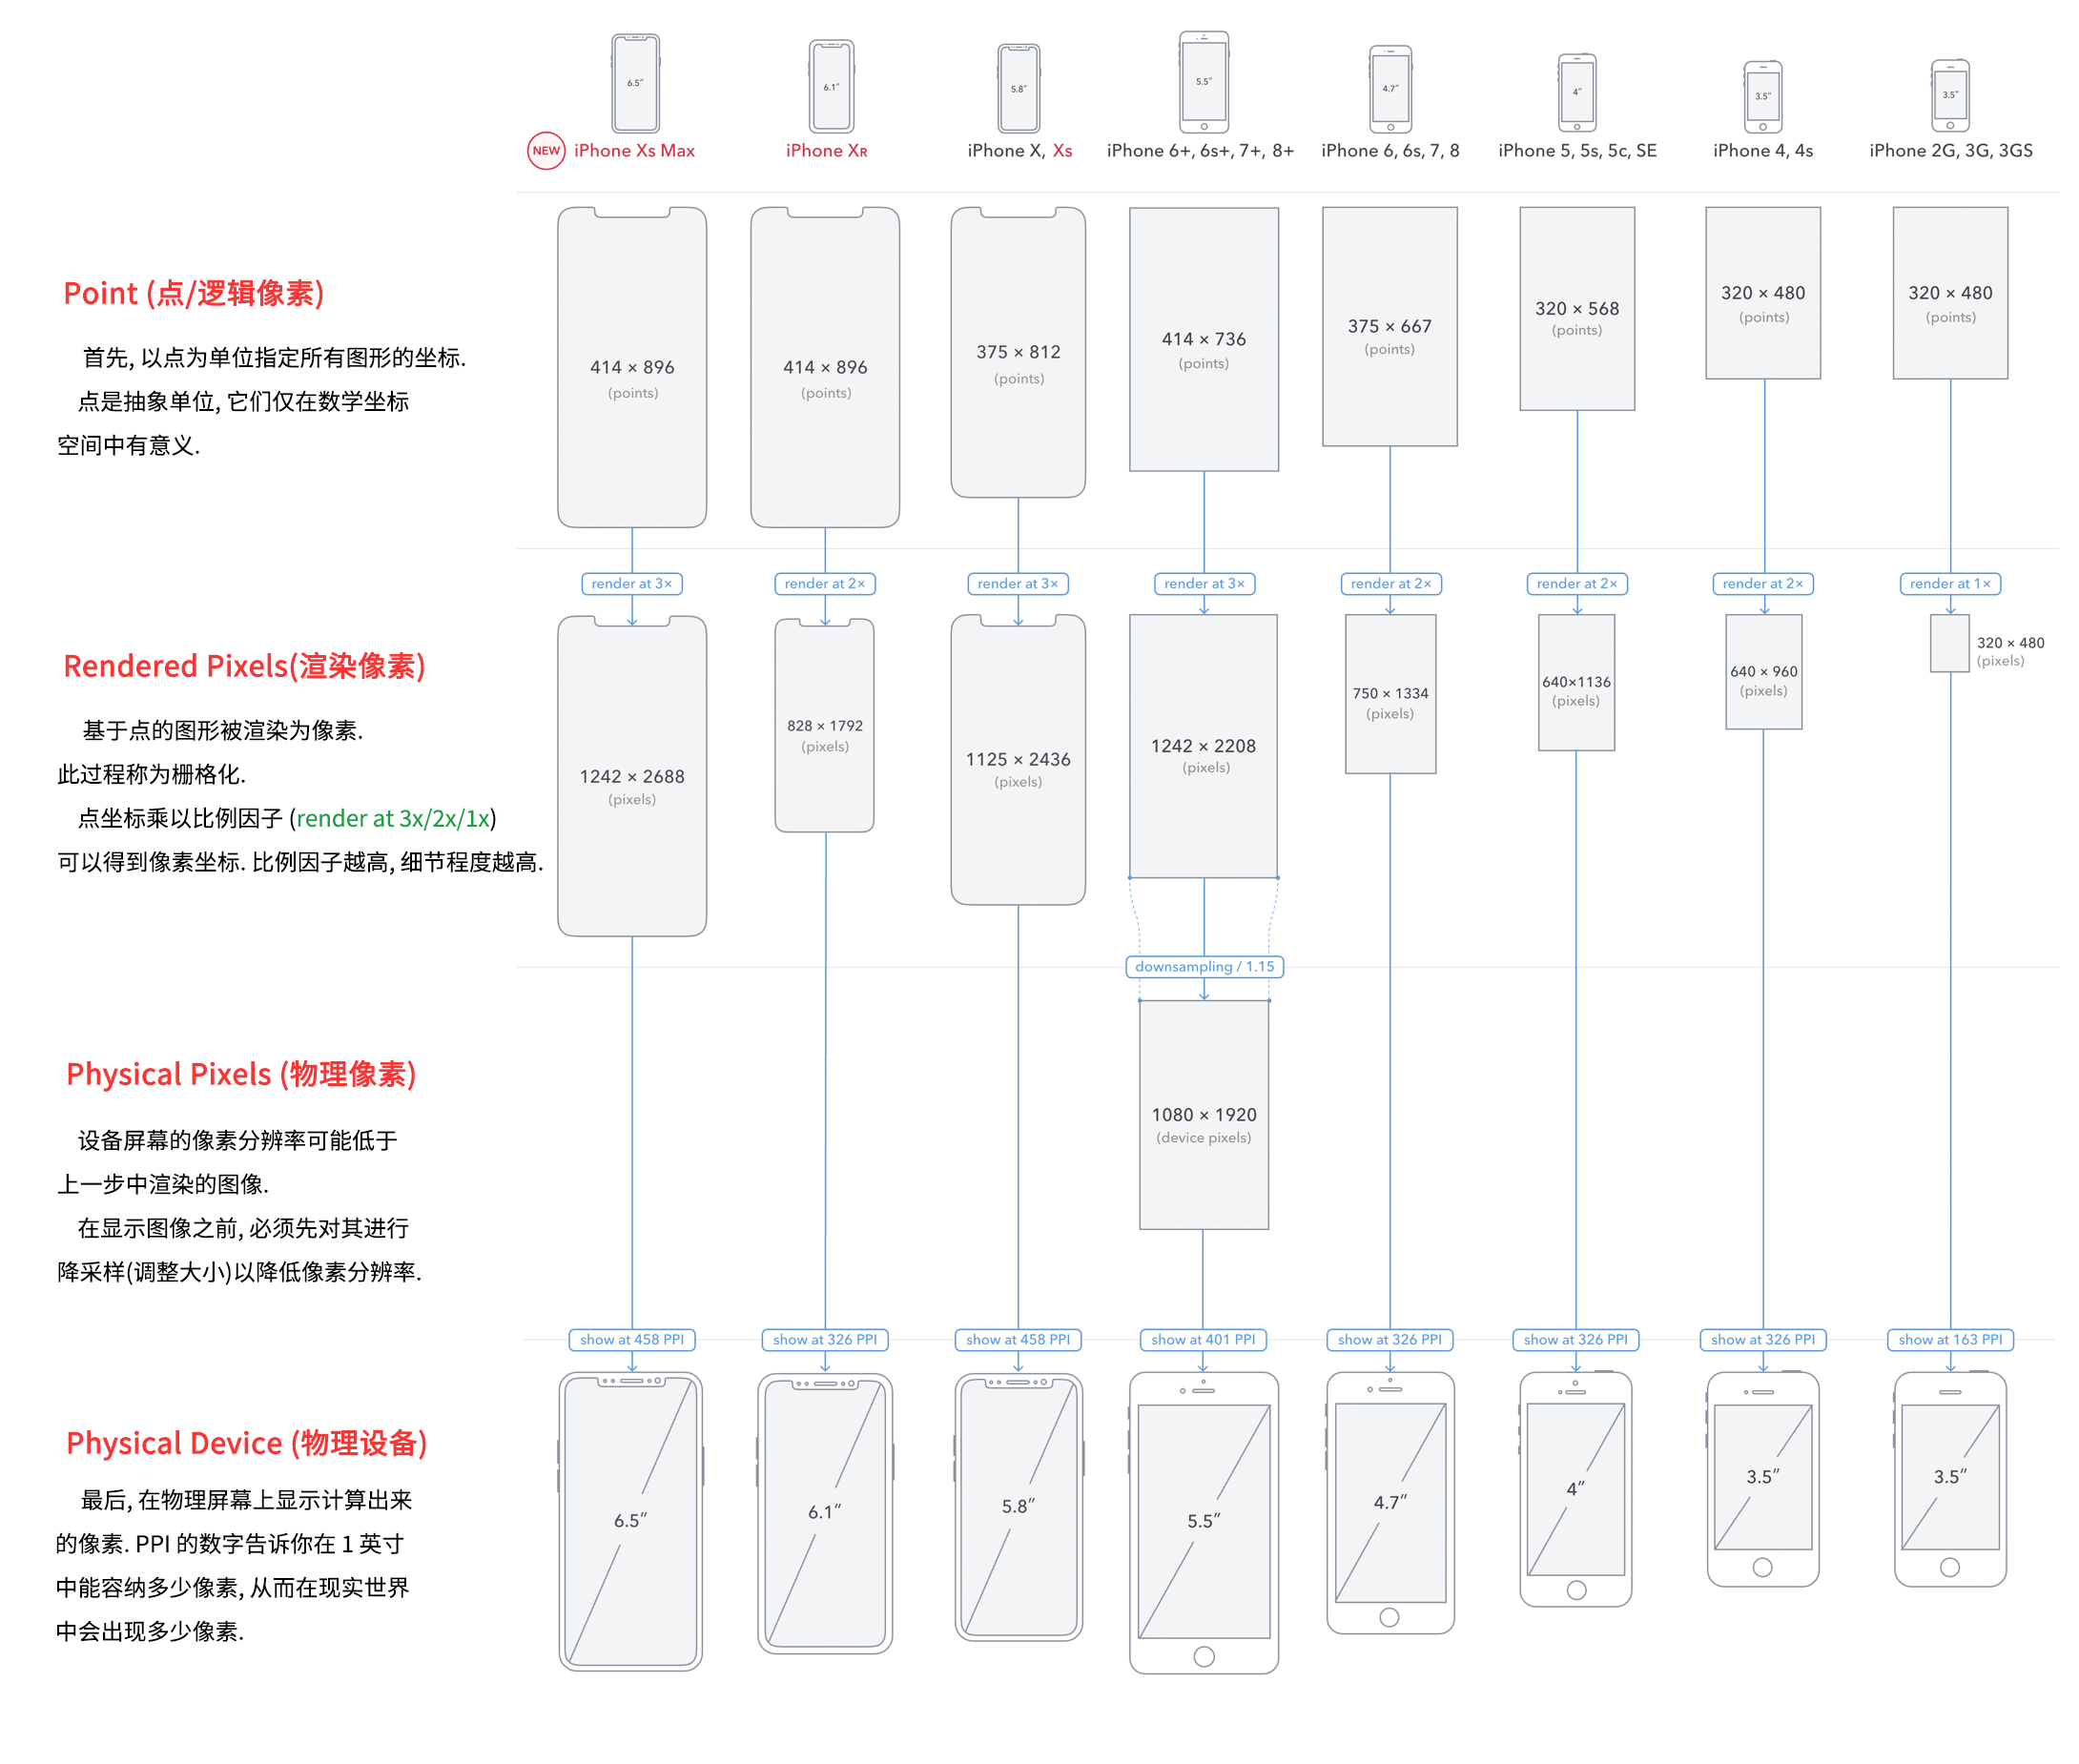 6.5″
6.1″
5.8″
5.5″
4.7″
4″
3.5″
3.5″
NEW
iPhone Xs Max
iPhone XR
iPhone X, Xs
iPhone 6+, 6s+, 7+, 8+
iPhone 6, 6s, 7, 8
iPhone 5, 5s, 5c, SE
iPhone 4, 4s
iPhone 2G, 3G, 3GS
Point (点/逻辑像素)
首先, 以点为单位指定所有图形的坐标.
点是抽象单位, 它们仅在数学坐标
空间中有意义.
414 × 896
(points)
414 × 896
(points)
375 × 812
(points)
414 × 736
(points)
375 × 667
(points)
320 × 568
(points)
320 × 480
(points)
320 × 480
(points)
render at 3×
render at 2×
render at 3×
render at 3×
render at 2×
render at 2×
render at 2×
render at 1×
Rendered Pixels(渲染像素)
基于点的图形被渲染为像素.
此过程称为栅格化.
点坐标乘以比例因子 (render at 3x/2x/1x)
可以得到像素坐标. 比例因子越高, 细节程度越高.
1242 × 2688
(pixels)
828 × 1792
(pixels)
1125 × 2436
(pixels)
1242 × 2208
(pixels)
750 × 1334
(pixels)
640×1136
(pixels)
640 × 960
(pixels)
320 × 480
(pixels)
downsampling / 1.15
Physical Pixels (物理像素)
设备屏幕的像素分辨率可能低于
上一步中渲染的图像.
在显示图像之前, 必须先对其进行
降采样(调整大小)以降低像素分辨率.
1080 × 1920
(device pixels)
show at 458 PPI
show at 326 PPI
show at 458 PPI
show at 401 PPI
show at 326 PPI
show at 326 PPI
show at 326 PPI
show at 163 PPI
Physical Device (物理设备)
最后, 在物理屏幕上显示计算出来
的像素. PPI 的数字告诉你在 1 英寸
中能容纳多少像素, 从而在现实世界
中会出现多少像素.
6.5″
6.1″
5.8″
5.5″
4.7″
4″
3.5″
3.5″